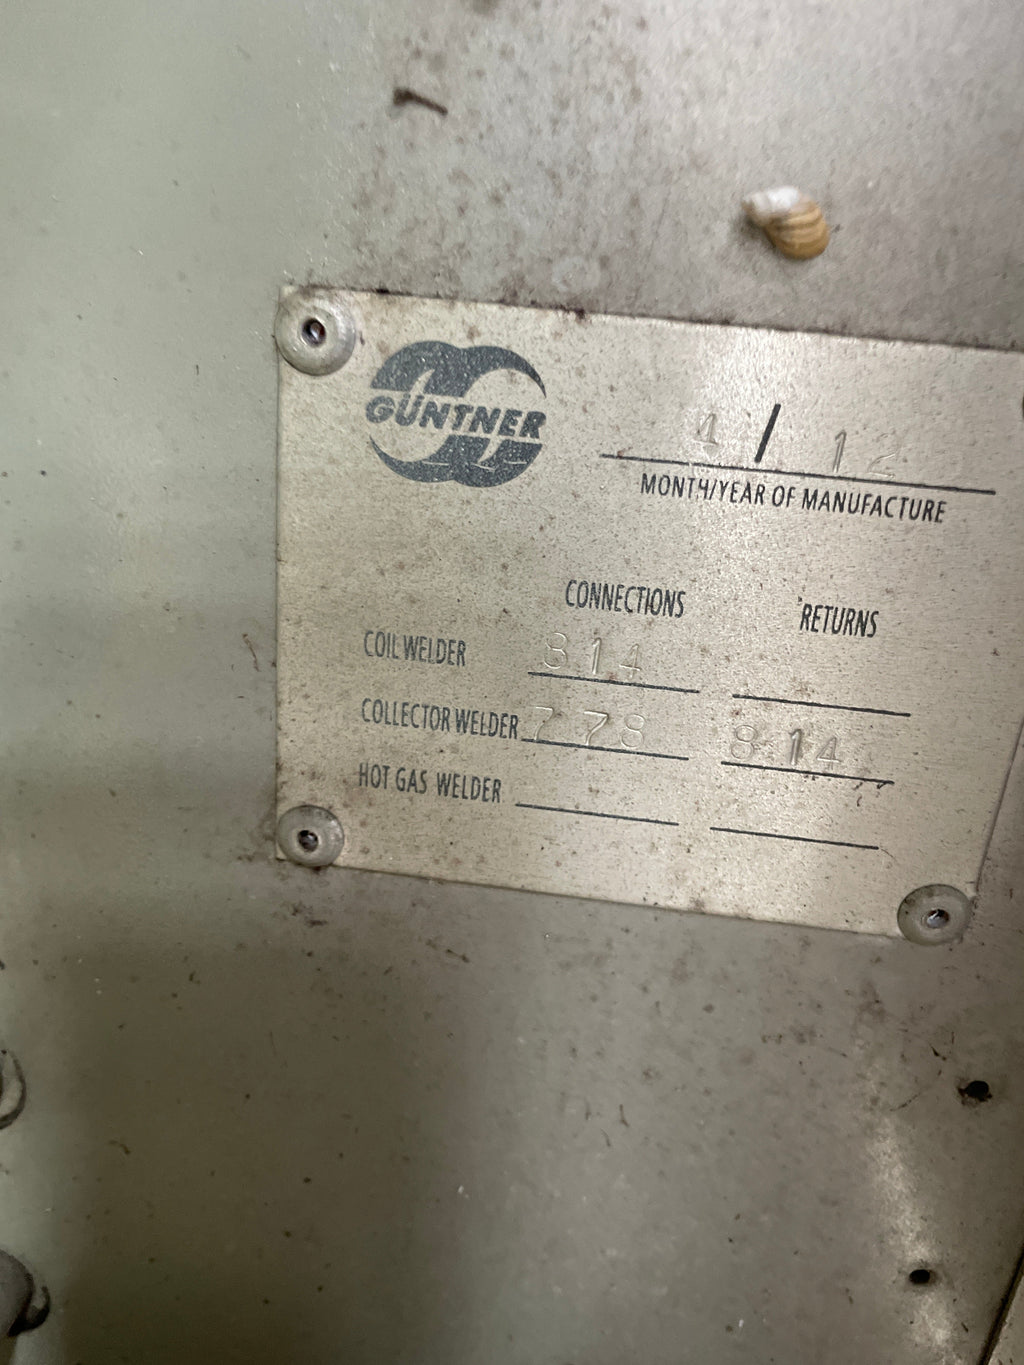 GÜNTNER
4 / 12
MONTH/YEAR OF MANUFACTURE
CONNECTIONS RETURNS
COIL WELDER 814
COLLECTOR WELDER 778 814
HOT GAS WELDER